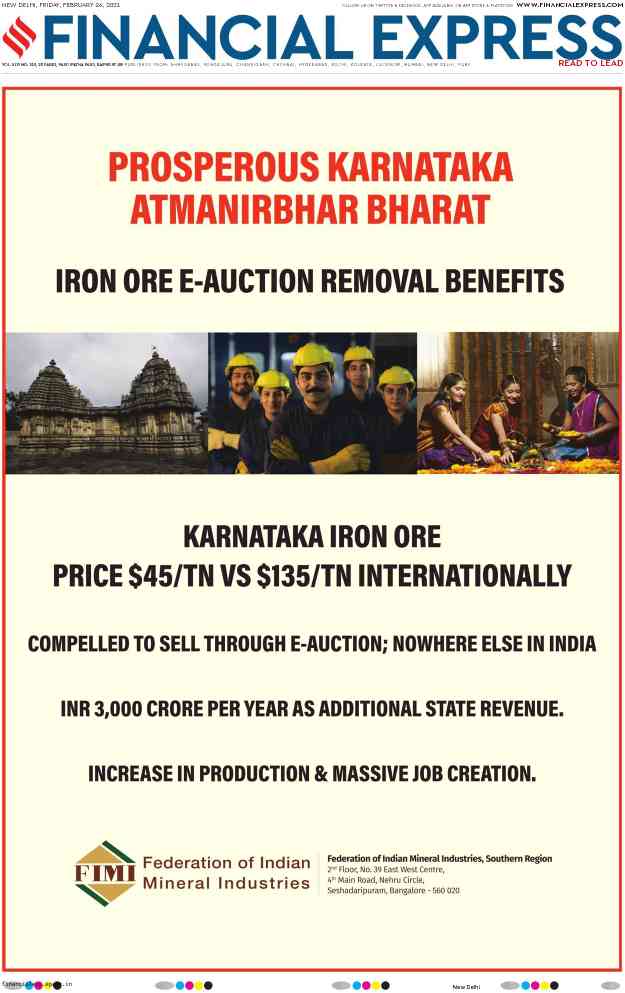 NEW DELHI, FRIDAY, FEBRUARY 26, 2021
WWW.FINANCIALEXPRESS.COM
FINANCIAL EXPRESS
READ TO LEAD
PROSPEROUS KARNATAKA
ATMANIRBHAR BHARAT
IRON ORE E-AUCTION REMOVAL BENEFITS
KARNATAKA IRON ORE
PRICE $45/TN VS $135/TN INTERNATIONALLY
COMPELLED TO SELL THROUGH E-AUCTION; NOWHERE ELSE IN INDIA
INR 3,000 CRORE PER YEAR AS ADDITIONAL STATE REVENUE.
INCREASE IN PRODUCTION & MASSIVE JOB CREATION.
FIMI
Federation of Indian
Mineral Industries
Federation of Indian Mineral Industries, Southern Region
2nd Floor, No. 39 East West Centre,
4th Main Road, Nehru Circle,
Seshadaripuram, Bangalore - 560 020
New Delhi